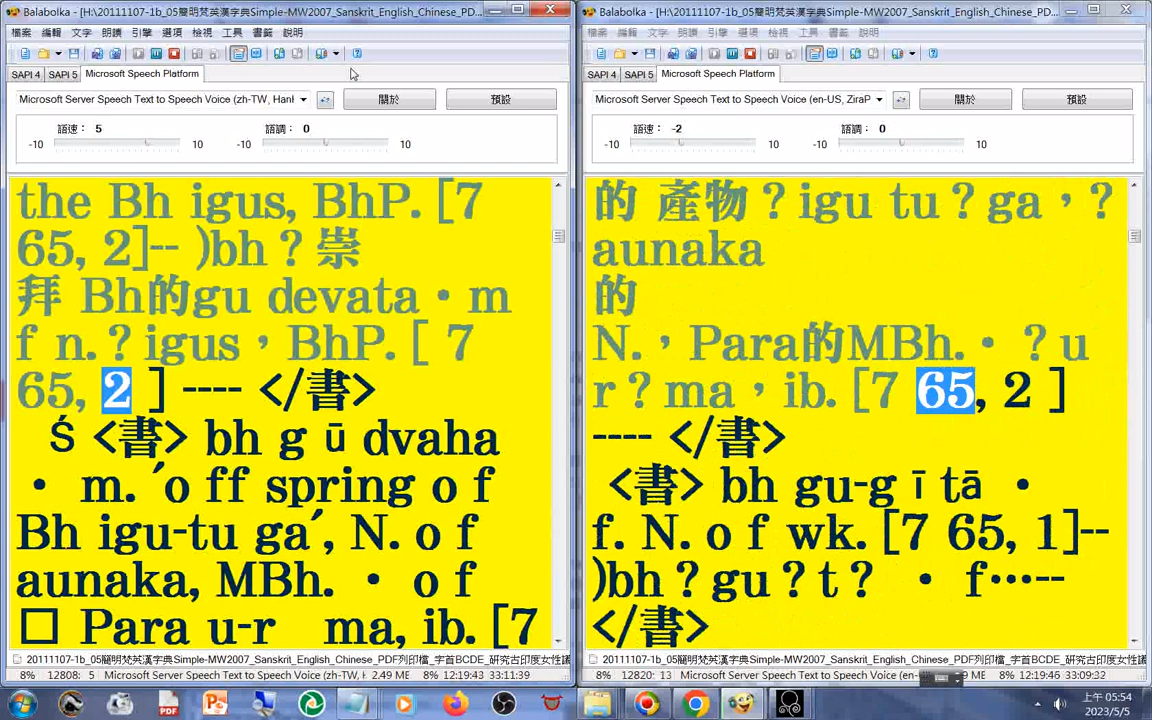 Balabolka - [H:\20111107-1b_05簡明梵英漢字典Simple-MW2007_Sanskrit_English_Chinese_PD...
檔案 編輯 文字 朗讀 引擎 選項 檢視 工具 書籤 說明
SAPI 4 SAPI 5 Microsoft Speech Platform
Microsoft Server Speech Text to Speech Voice (zh-TW, HanH 關於 預設
語速： 5 語調： 0
-10 10 -10 10
the Bh igus, BhP. [7
65, 2]-- )bh？崇
拜 Bh的gu devata・m
f n.？igus，BhP. [ 7
65, 2 ] ---- </書>
Ś <書> bh g ū dvaha
・ m. ˊo ff spring o f
Bh igu-tu gaˊ, N. o f
aunaka, MBh. ・ o f
□ Para u-r ma, ib. [7
20111107-1b_05簡明梵英漢字典Simple-MW2007_Sanskrit_English_Chinese_PDF列印檔_字首BCDE_研究古印度女性議
8% 12808: 5 Microsoft Server Speech Text to Speech Voice (zh-TW, H 2.49 ME 8% 12:19:43 33:11:39
Balabolka - [H:\20111107-1b_05簡明梵英漢字典Simple-MW2007_Sanskrit_English_Chinese_PD...
檔案 編輯 文字 朗讀 引擎 選項 檢視 工具 書籤 說明
SAPI 4 SAPI 5 Microsoft Speech Platform
Microsoft Server Speech Text to Speech Voice (en-US, ZiraP 關於 預設
語速： -2 語調： 0
-10 10 -10 10
的 產物？igu tu？ga，？
aunaka
的
N.，Para的MBh.・ ？u
r？ma，ib. [7 65, 2 ]
---- </書>
<書> bh gu-g ī tā ・
f. N. o f wk. [7 65, 1]--
)bh？gu？t？ ・ f…--
</書>
20111107-1b_05簡明梵英漢字典Simple-MW2007_Sanskrit_English_Chinese_PDF列印檔_字首BCDE_研究古印度女性議
8% 12820: 13 Microsoft Server Speech Text to Speech Voice (en-US, Z ME 8% 12:19:46 33:09:32
PDF
上午 05:54
2023/5/5